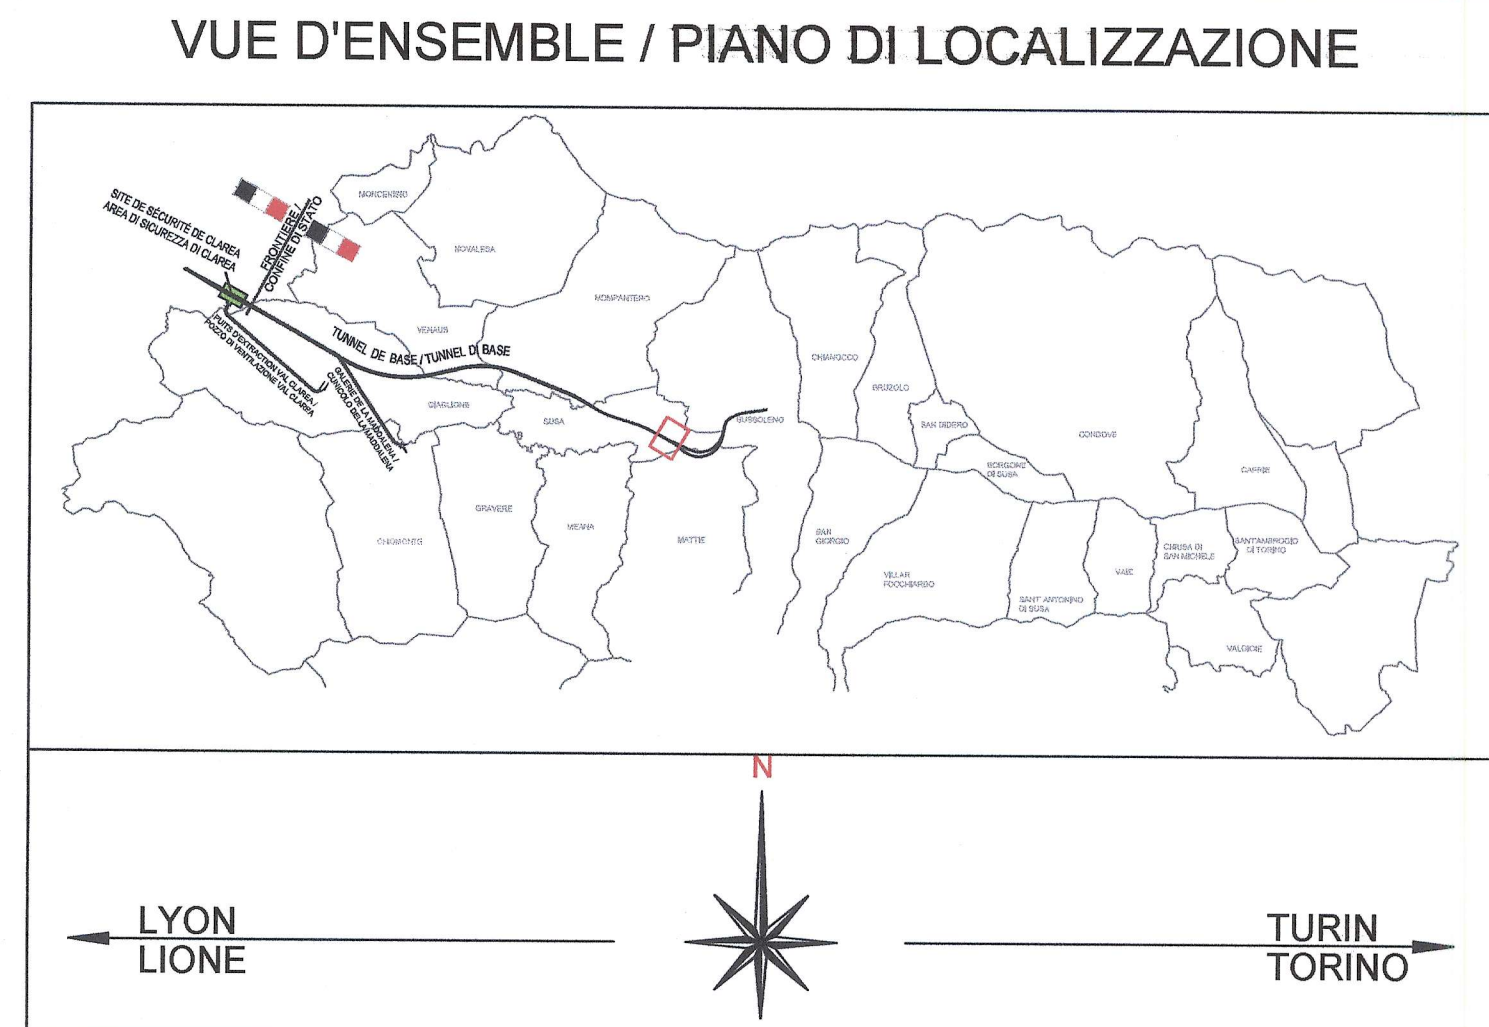 VUE D'ENSEMBLE / PIANO DI LOCALIZZAZIONE
SITE DE SÉCURITÉ DE CLAREA
AREA DI SICUREZZA DI CLAREA
FRONTIERE /
CONFINE DI STATO
MONCENISIO
NOVALESA
MOMPANTERO
VENAUS
TUNNEL DE BASE/TUNNEL DI BASE
PUITS D'EXTRACTION VAL CLAREA /
POZZO DI VENTILAZIONE VAL CLAREA
GALERIE DE LA MADDALENA /
CUNICOLO DELLA MADDALENA
GIAGLIONE
SUSA
BUSSOLENO
CHIANOCCO
BRUZOLO
SAN DIDERO
CONDOVE
BORGONE
DI SUSA
CAPRIE
CHIOMONTE
GRAVERE
MEANA
MATTIE
SAN
GIORGIO
VILLAR
FOCCHIARDO
SANT' ANTONINO
DI SUSA
VAIE
CHIUSA DI
SAN MICHELE
SANT'AMBROGIO
DI TORINO
VALGIOIE
N
LYON
LIONE
TURIN
TORINO